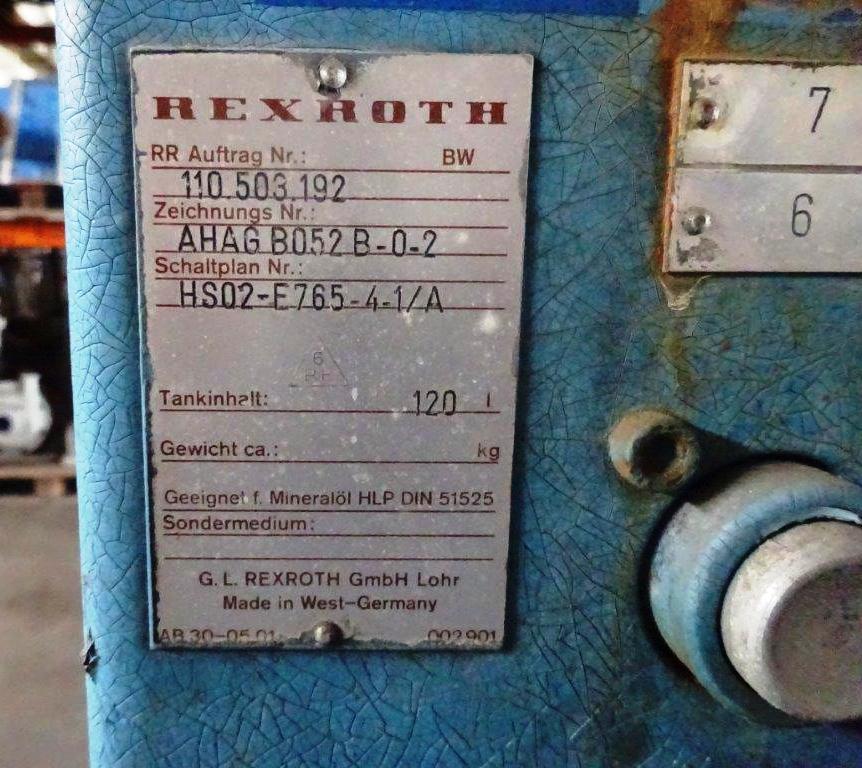 REXROTH
RR Auftrag Nr.: BW
110.503.192
Zeichnungs Nr.:
AHAG B052 B-0-2
Schaltplan Nr.:
HS02-E765-4-1/A
6
Tankinhalt: 120 l
Gewicht ca.: kg
Geeignet f. Mineralöl HLP DIN 51525
Sondermedium:
G. L. REXROTH GmbH Lohr
Made in West-Germany
AB 30-05.01 002901
7
6